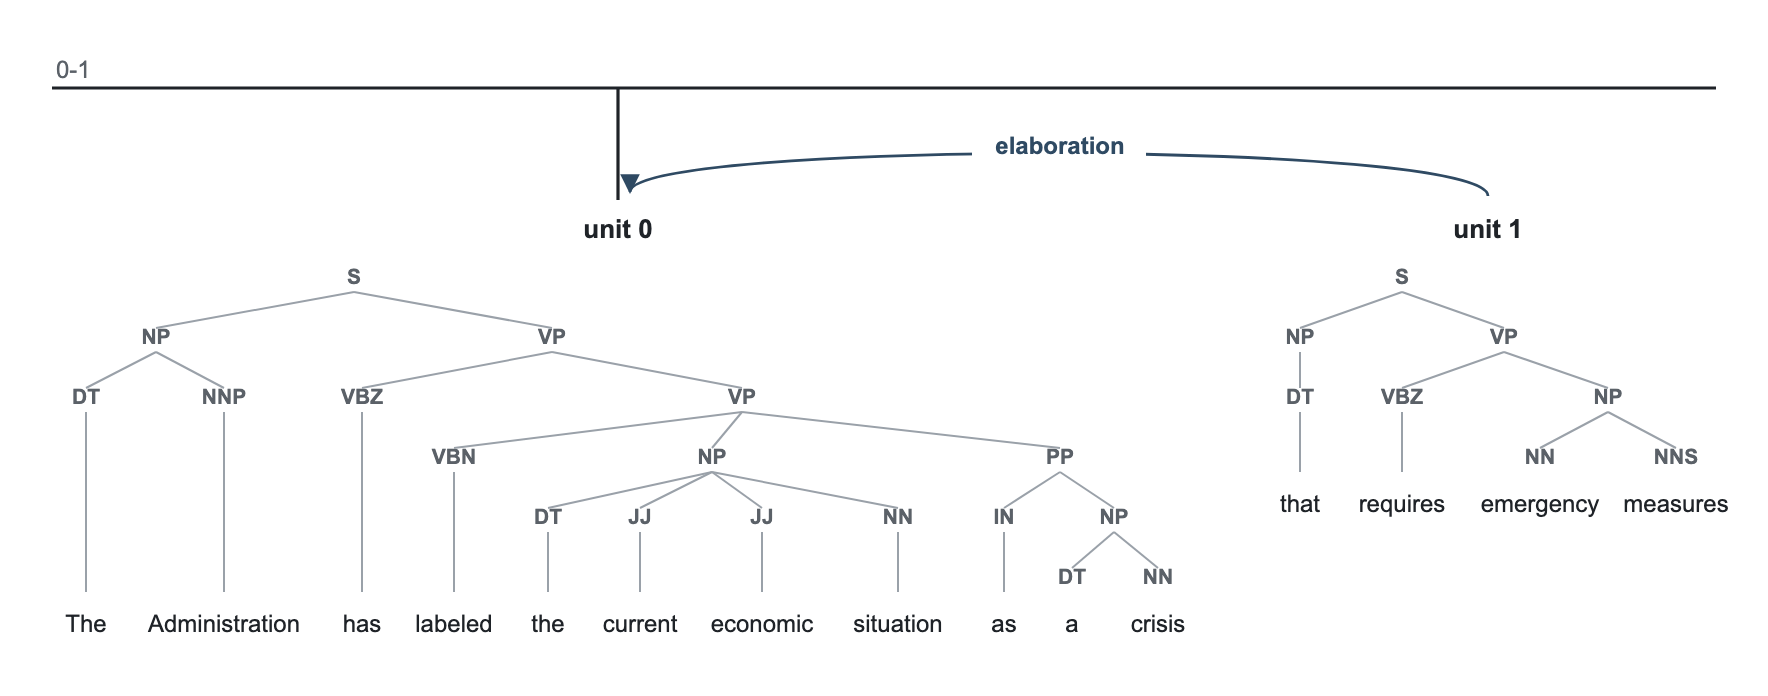 0-1
elaboration
unit 0 unit 1
S S
NP VP NP VP
DT NNP VBZ VP DT VBZ NP
VBN NP PP NN NNS
that requires emergency measures
DT JJ JJ NN IN NP
DT NN
The Administration has labeled the current economic situation as a crisis